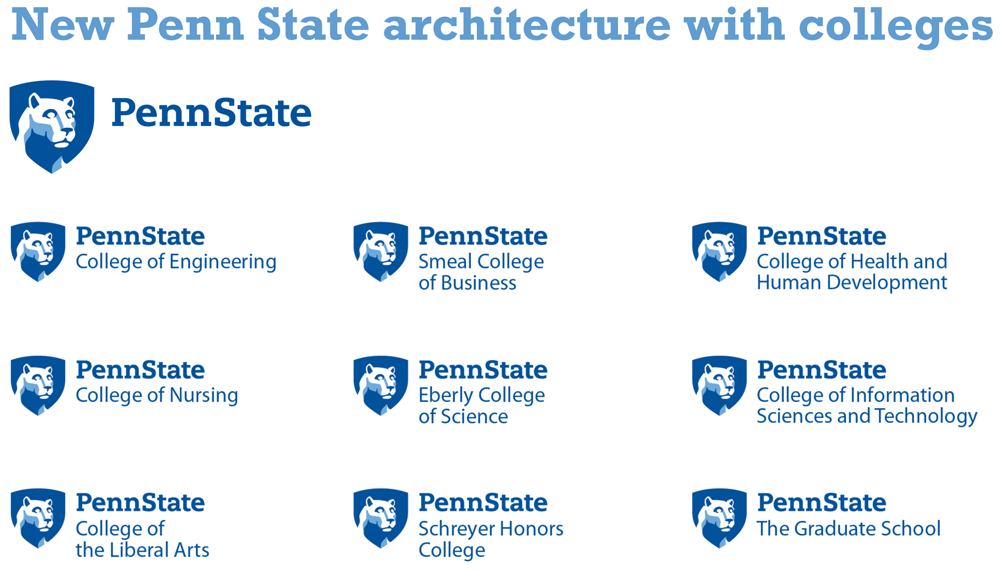 New Penn State architecture with colleges
PennState
PennState
College of Engineering
PennState
Smeal College
of Business
PennState
College of Health and
Human Development
PennState
College of Nursing
PennState
Eberly College
of Science
PennState
College of Information
Sciences and Technology
PennState
College of
the Liberal Arts
PennState
Schreyer Honors
College
PennState
The Graduate School